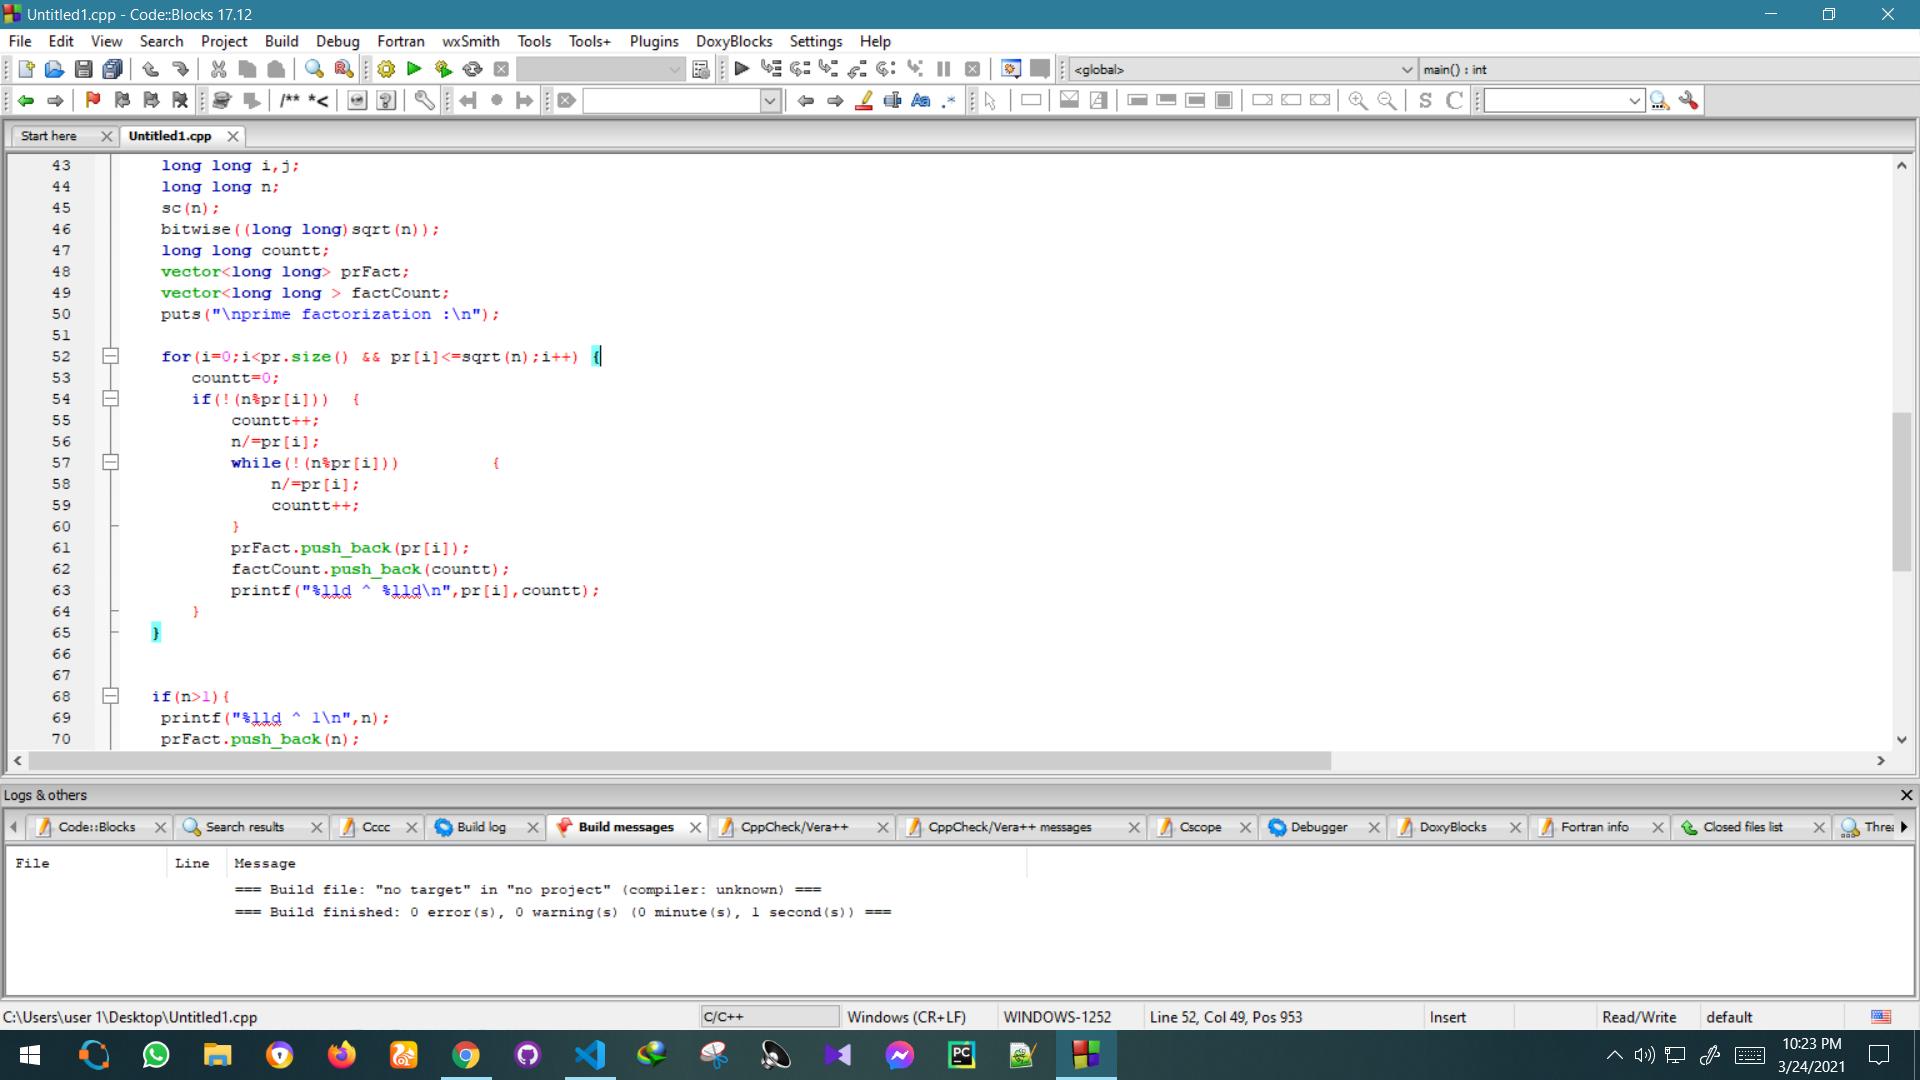 Untitled1.cpp - Code::Blocks 17.12
File Edit View Search Project Build Debug Fortran wxSmith Tools Tools+ Plugins DoxyBlocks Settings Help
<global> main() : int
/** *< Aa .* S C
Start here Untitled1.cpp
43 long long i,j;
44 long long n;
45 sc(n);
46 bitwise((long long)sqrt(n));
47 long long countt;
48 vector<long long> prFact;
49 vector<long long > factCount;
50 puts("\nprime factorization :\n");
51
52 for(i=0;i<pr.size() && pr[i]<=sqrt(n);i++) {
53 countt=0;
54 if(!(n%pr[i])) {
55 countt++;
56 n/=pr[i];
57 while(!(n%pr[i])) {
58 n/=pr[i];
59 countt++;
60 }
61 prFact.push_back(pr[i]);
62 factCount.push_back(countt);
63 printf("%lld ^ %lld\n",pr[i],countt);
64 }
65 }
66
67
68 if(n>1){
69 printf("%lld ^ 1\n",n);
70 prFact.push_back(n);
Logs & others
Code::Blocks Search results Cccc Build log Build messages CppCheck/Vera++ CppCheck/Vera++ messages Cscope Debugger DoxyBlocks Fortran info Closed files list Threa
File Line Message
=== Build file: "no target" in "no project" (compiler: unknown) ===
=== Build finished: 0 error(s), 0 warning(s) (0 minute(s), 1 second(s)) ===
C:\Users\user 1\Desktop\Untitled1.cpp C/C++ Windows (CR+LF) WINDOWS-1252 Line 52, Col 49, Pos 953 Insert Read/Write default
PC
10:23 PM
3/24/2021